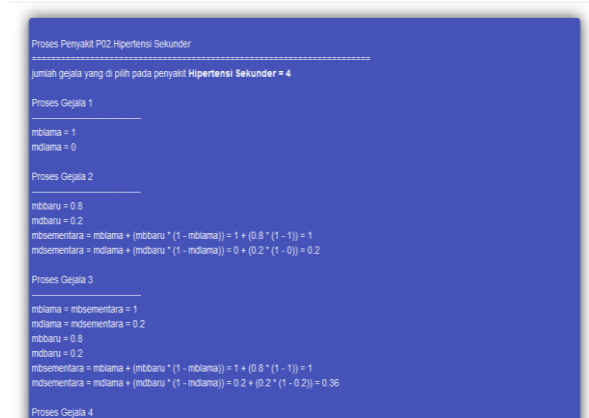 Proses Penyakit P02 Hipertensi Sekunder
======================================================================
jumlah gejala yang di pilih pada penyakit Hipertensi Sekunder = 4
Proses Gejala 1
-------------------------------------
mblama = 1
mdlama = 0
Proses Gejala 2
-------------------------------------
mbbaru = 0.8
mdbaru = 0.2
mbsementara = mblama + (mbbaru * (1 - mblama)) = 1 + (0.8 * (1 - 1)) = 1
mdsementara = mdlama + (mdbaru * (1 - mdlama)) = 0 + (0.2 * (1 - 0)) = 0.2
Proses Gejala 3
-------------------------------------
mblama = mbsementara = 1
mdlama = mdsementara = 0.2
mbbaru = 0.8
mdbaru = 0.2
mbsementara = mblama + (mbbaru * (1 - mblama)) = 1 + (0.8 * (1 - 1)) = 1
mdsementara = mdlama + (mdbaru * (1 - mdlama)) = 0.2 + (0.2 * (1 - 0.2)) = 0.36
Proses Gejala 4